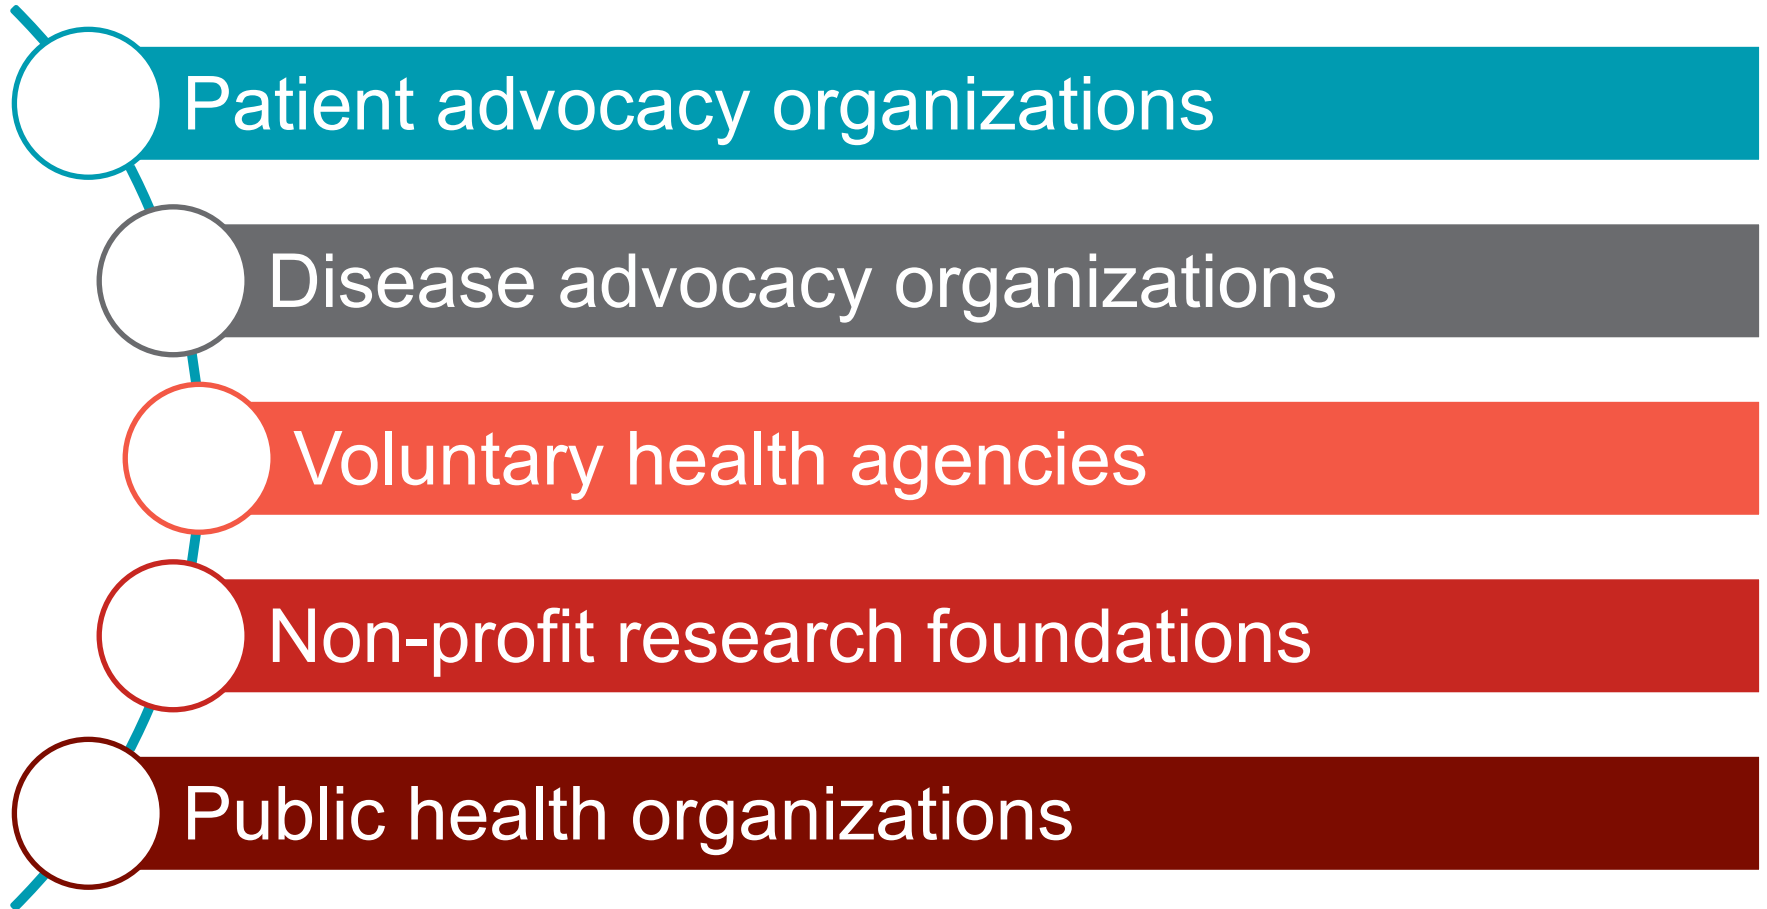 Patient advocacy organizations
Disease advocacy organizations
Voluntary health agencies
Non-profit research foundations
Public health organizations